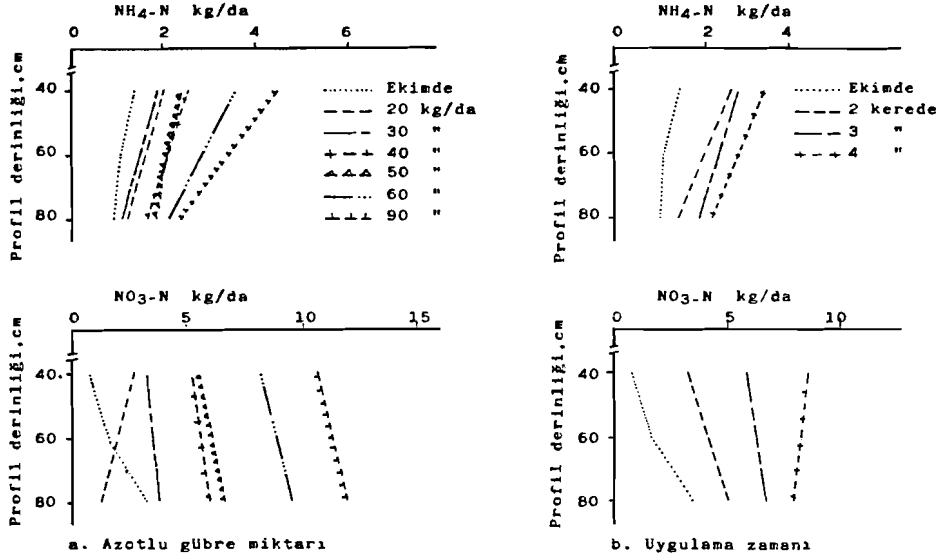 NH4-N kg/da
0 2 4 6
Profil derinliği,cm
40
60
80
Ekimde
20 kg/da
30 "
40 "
50 "
60 "
90 "
NH4-N kg/da
2 4
Profil derinliği,cm
40
60
80
Ekimde
2 kerede
3 "
4 "
NO3-N kg/da
0 5 10 15
Profil derinliği,cm
40.
60
80
a. Azotlu gübre miktarı
NO3-N kg/da
0 5 10
Profil derinliği,cm
40
60
80
b. Uygulama zamanı